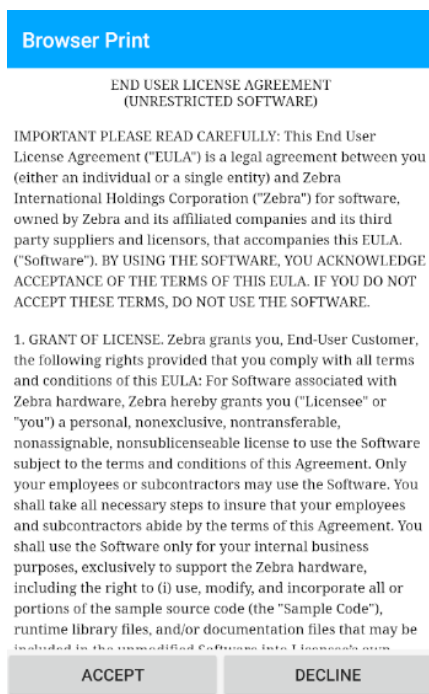 Browser Print
END USER LICENSE AGREEMENT
(UNRESTRICTED SOFTWARE)
IMPORTANT PLEASE READ CAREFULLY: This End User
License Agreement ("EULA") is a legal agreement between you
(either an individual or a single entity) and Zebra
International Holdings Corporation ("Zebra") for software,
owned by Zebra and its affiliated companies and its third
party suppliers and licensors, that accompanies this EULA.
("Software"). BY USING THE SOFTWARE, YOU ACKNOWLEDGE
ACCEPTANCE OF THE TERMS OF THIS EULA. IF YOU DO NOT
ACCEPT THESE TERMS, DO NOT USE THE SOFTWARE.
1. GRANT OF LICENSE. Zebra grants you, End-User Customer,
the following rights provided that you comply with all terms
and conditions of this EULA: For Software associated with
Zebra hardware, Zebra hereby grants you ("Licensee" or
"you") a personal, nonexclusive, nontransferable,
nonassignable, nonsublicenseable license to use the Software
subject to the terms and conditions of this Agreement. Only
your employees or subcontractors may use the Software. You
shall take all necessary steps to insure that your employees
and subcontractors abide by the terms of this Agreement. You
shall use the Software only for your internal business
purposes, exclusively to support the Zebra hardware,
including the right to (i) use, modify, and incorporate all or
portions of the sample source code (the "Sample Code"),
runtime library files, and/or documentation files that may be
included in the unmodified Software into Licensee's own
ACCEPT
DECLINE